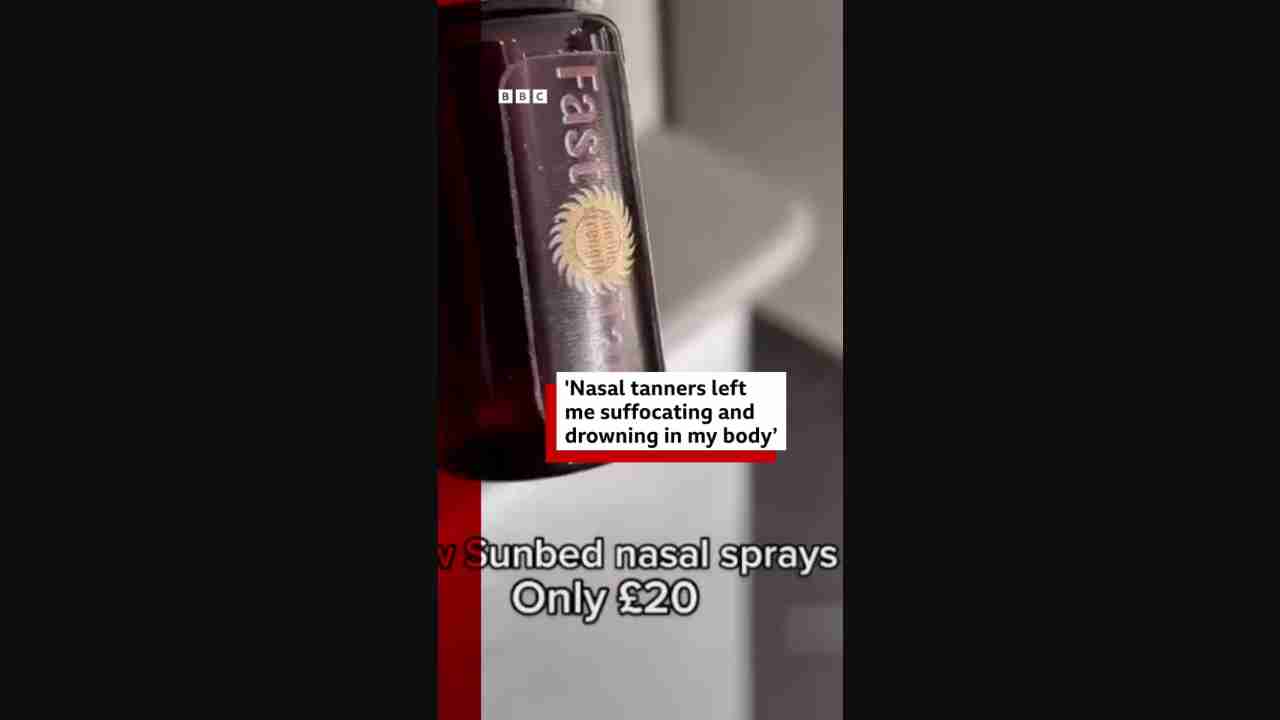 BBC
Fast
'Nasal tanners left
me suffocating and
drowning in my body’
Sunbed nasal sprays
Only £20